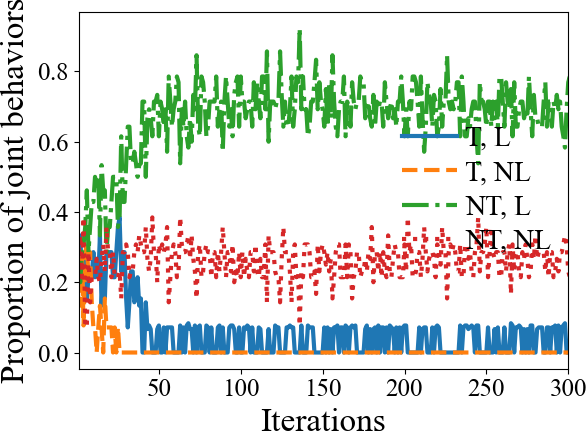 Proportion of joint behaviors
0.8
0.6
0.4
0.2
0.0
T, L
T, NL
NT, L
NT, NL
50
100
150
200
250
300
Iterations